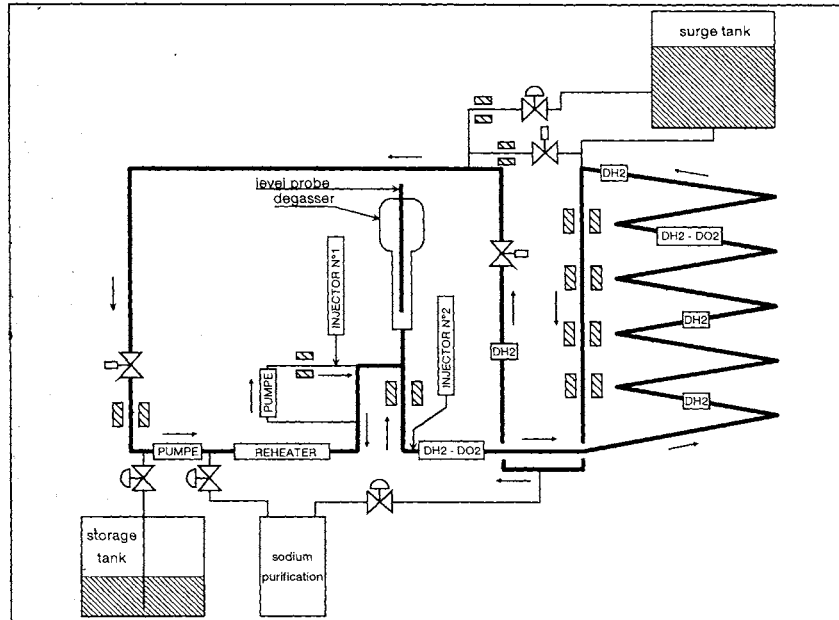 surge tank
DH2
level probe
degasser
DH2 - DO2
INJECTOR N°1
INJECTOR N°2
DH2
DH2
PUMPE
DH2
PUMPE
REHEATER
DH2 - DO2
storage
tank
sodium
purification